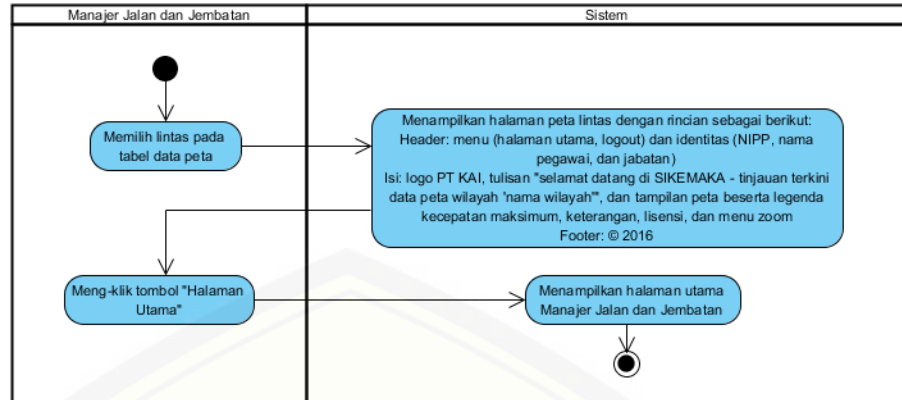 Manajer Jalan dan Jembatan
Sistem
Memilih lintas pada
tabel data peta
Menampilkan halaman peta lintas dengan rincian sebagai berikut:
Header: menu (halaman utama, logout) dan identitas (NIPP, nama
pegawai, dan jabatan)
Isi: logo PT KAI, tulisan "selamat datang di SIKEMAKA - tinjauan terkini
data peta wilayah 'nama wilayah'", dan tampilan peta beserta legenda
kecepatan maksimum, keterangan, lisensi, dan menu zoom
Footer: © 2016
Meng-klik tombol "Halaman
Utama"
Menampilkan halaman utama
Manajer Jalan dan Jembatan